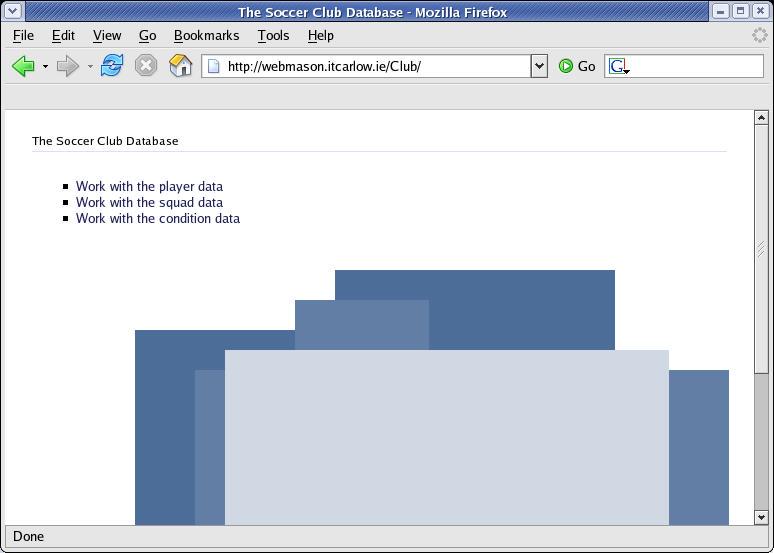 The Soccer Club Database - Mozilla Firefox
File Edit View Go Bookmarks Tools Help
http://webmason.itcarlow.ie/Club/ Go G
The Soccer Club Database
Work with the player data
Work with the squad data
Work with the condition data
Done